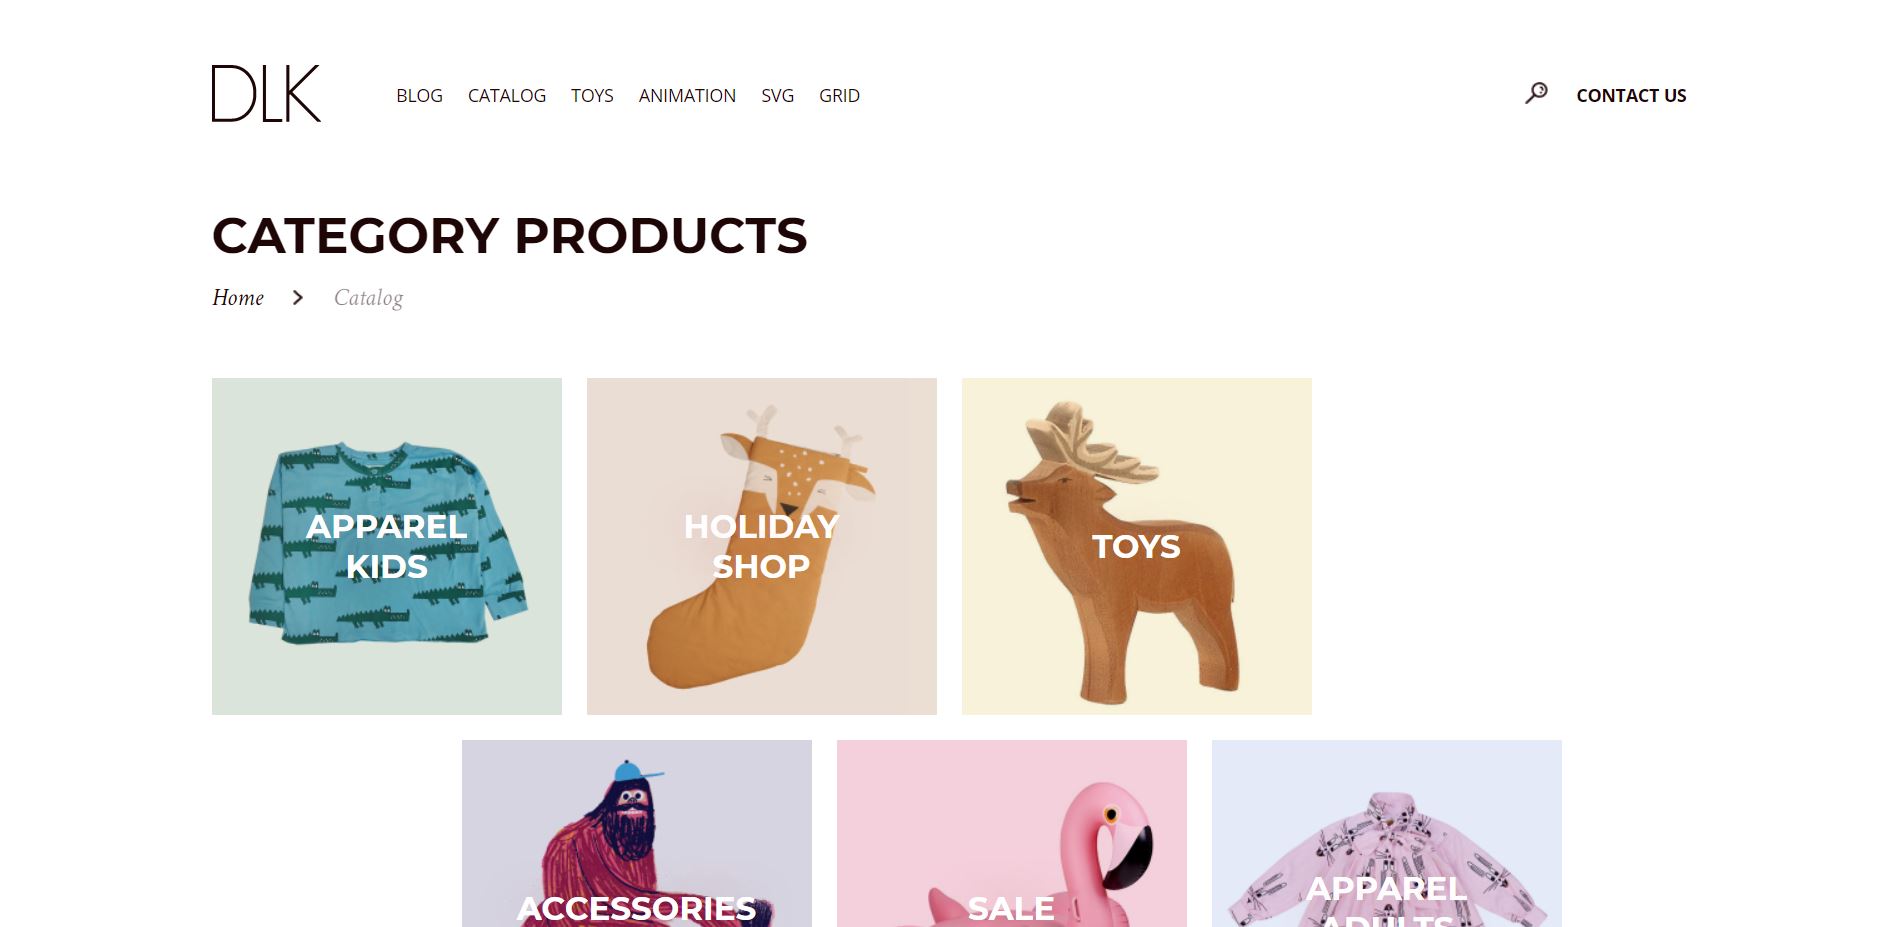 DLK
BLOG CATALOG TOYS ANIMATION SVG GRID
CONTACT US
CATEGORY PRODUCTS
Home > Catalog
APPAREL
KIDS
HOLIDAY
SHOP
TOYS
ACCESSORIES
SALE
APPAREL
ADULTS